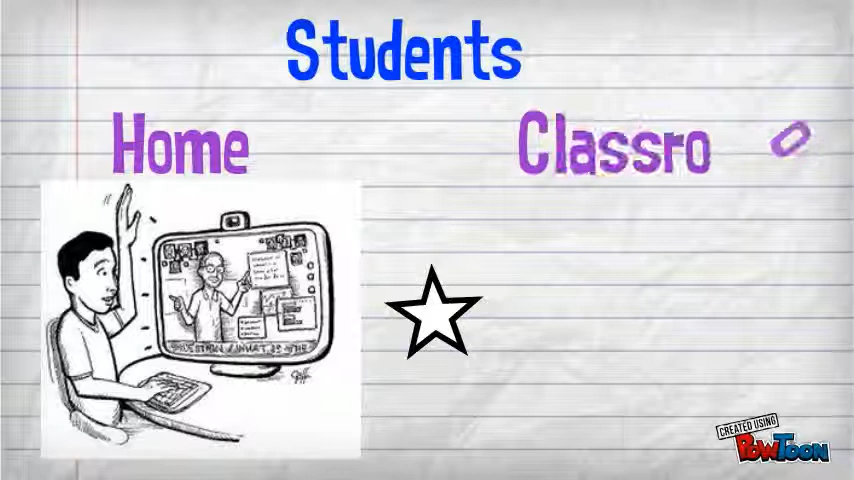 Students
Home
Classro
CREATED USING
POWTOON